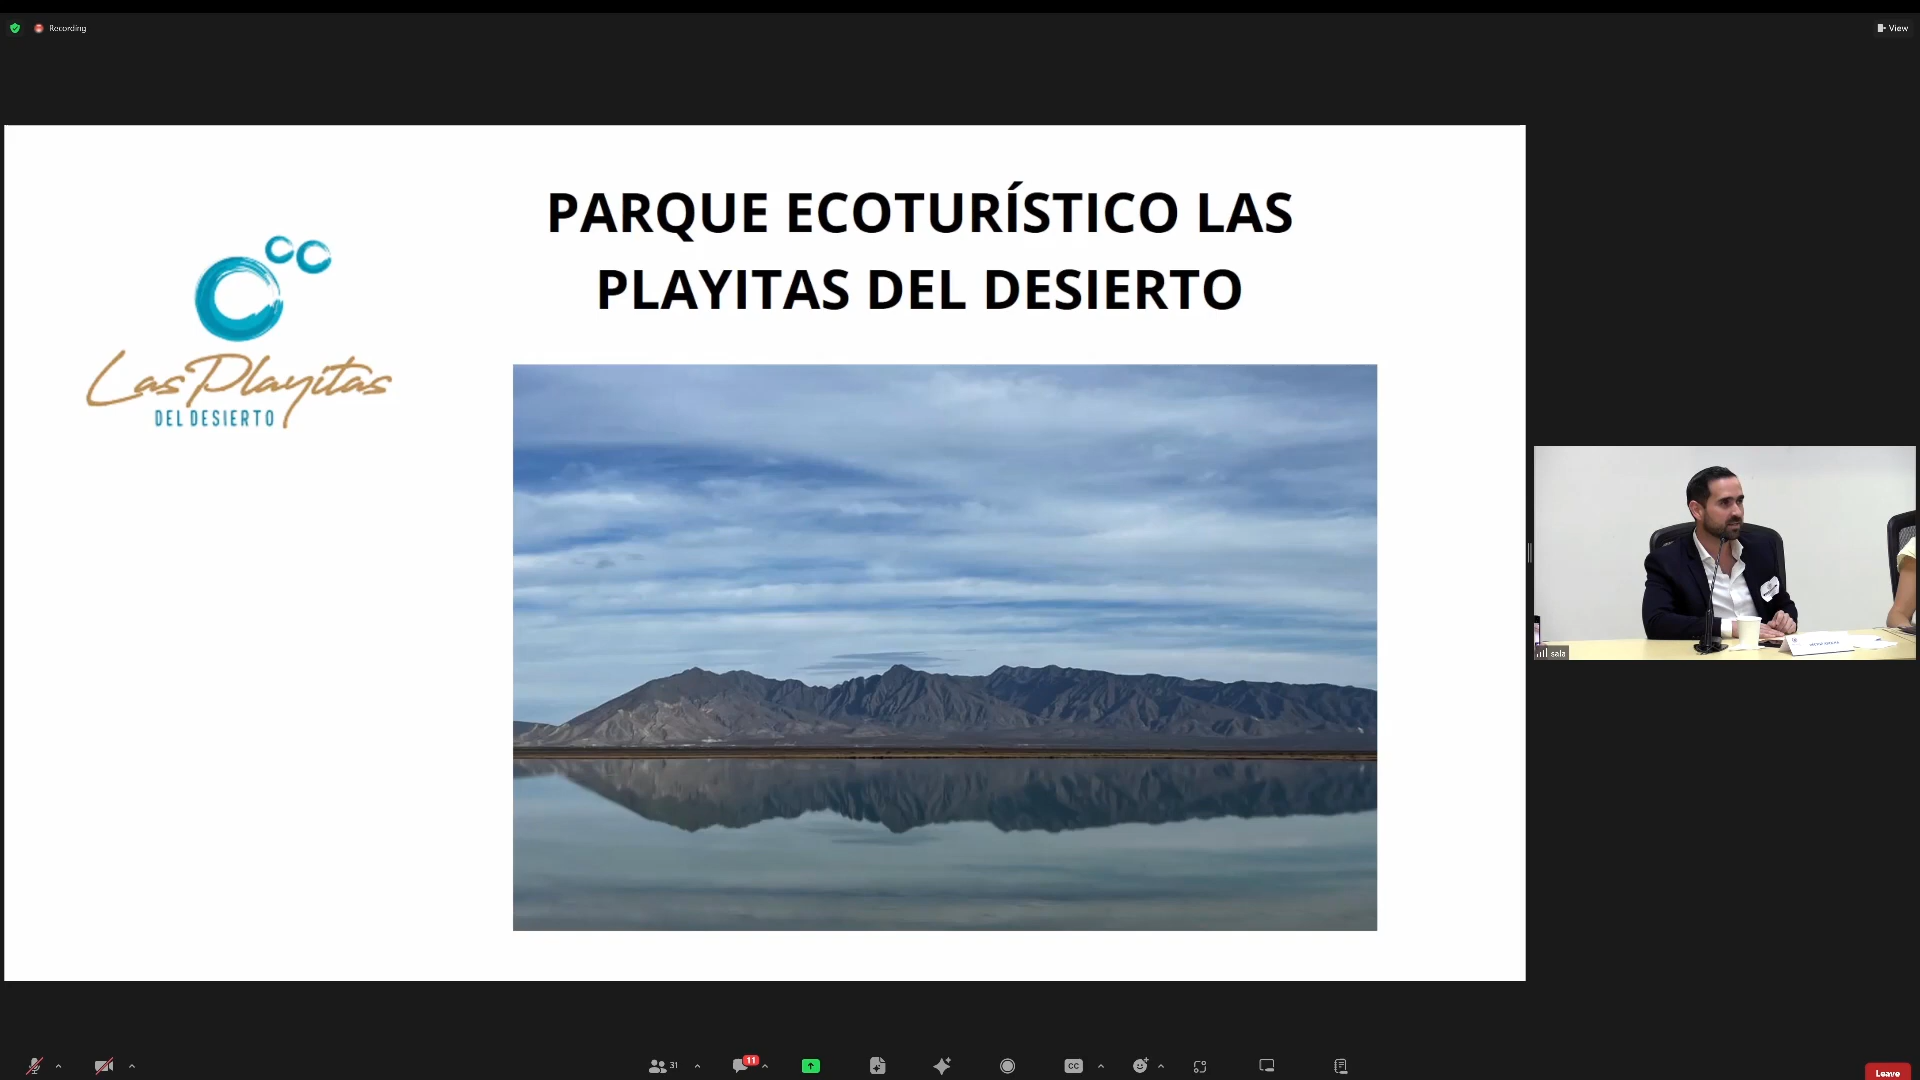 Recording
View
PARQUE ECOTURÍSTICO LAS
PLAYITAS DEL DESIERTO
Las Playitas
DEL DESIERTO
sala
31
11
CC
Leave